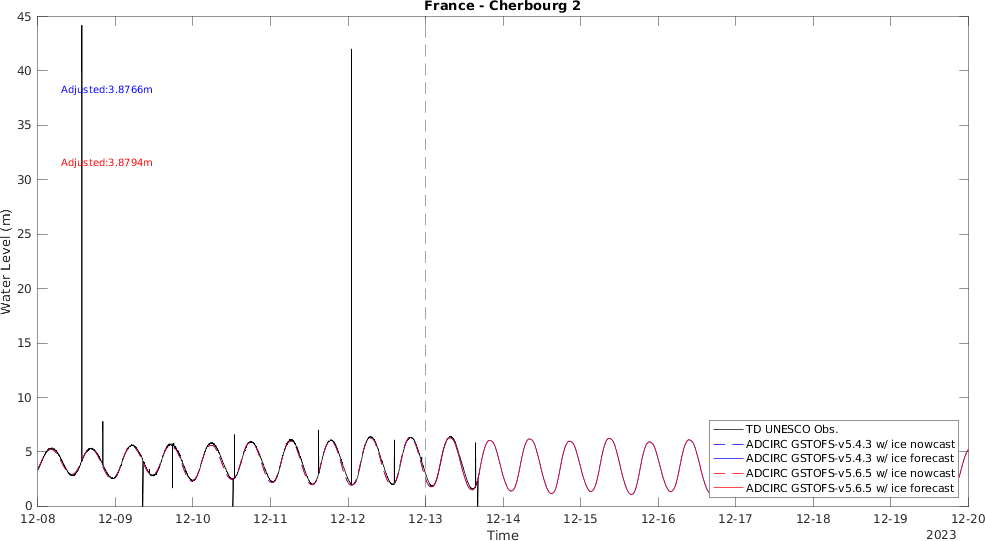 France - Cherbourg 2
45
40
35
30
25
20
15
10
5
0
Water Level (m)
Adjusted:3.8766m
Adjusted:3.8794m
TD UNESCO Obs.
ADCIRC GSTOFS-v5.4.3 w/ ice nowcast
ADCIRC GSTOFS-v5.4.3 w/ ice forecast
ADCIRC GSTOFS-v5.6.5 w/ ice nowcast
ADCIRC GSTOFS-v5.6.5 w/ ice forecast
12-08 12-09 12-10 12-11 12-12 12-13 12-14 12-15 12-16 12-17 12-18 12-19 12-20
Time
2023